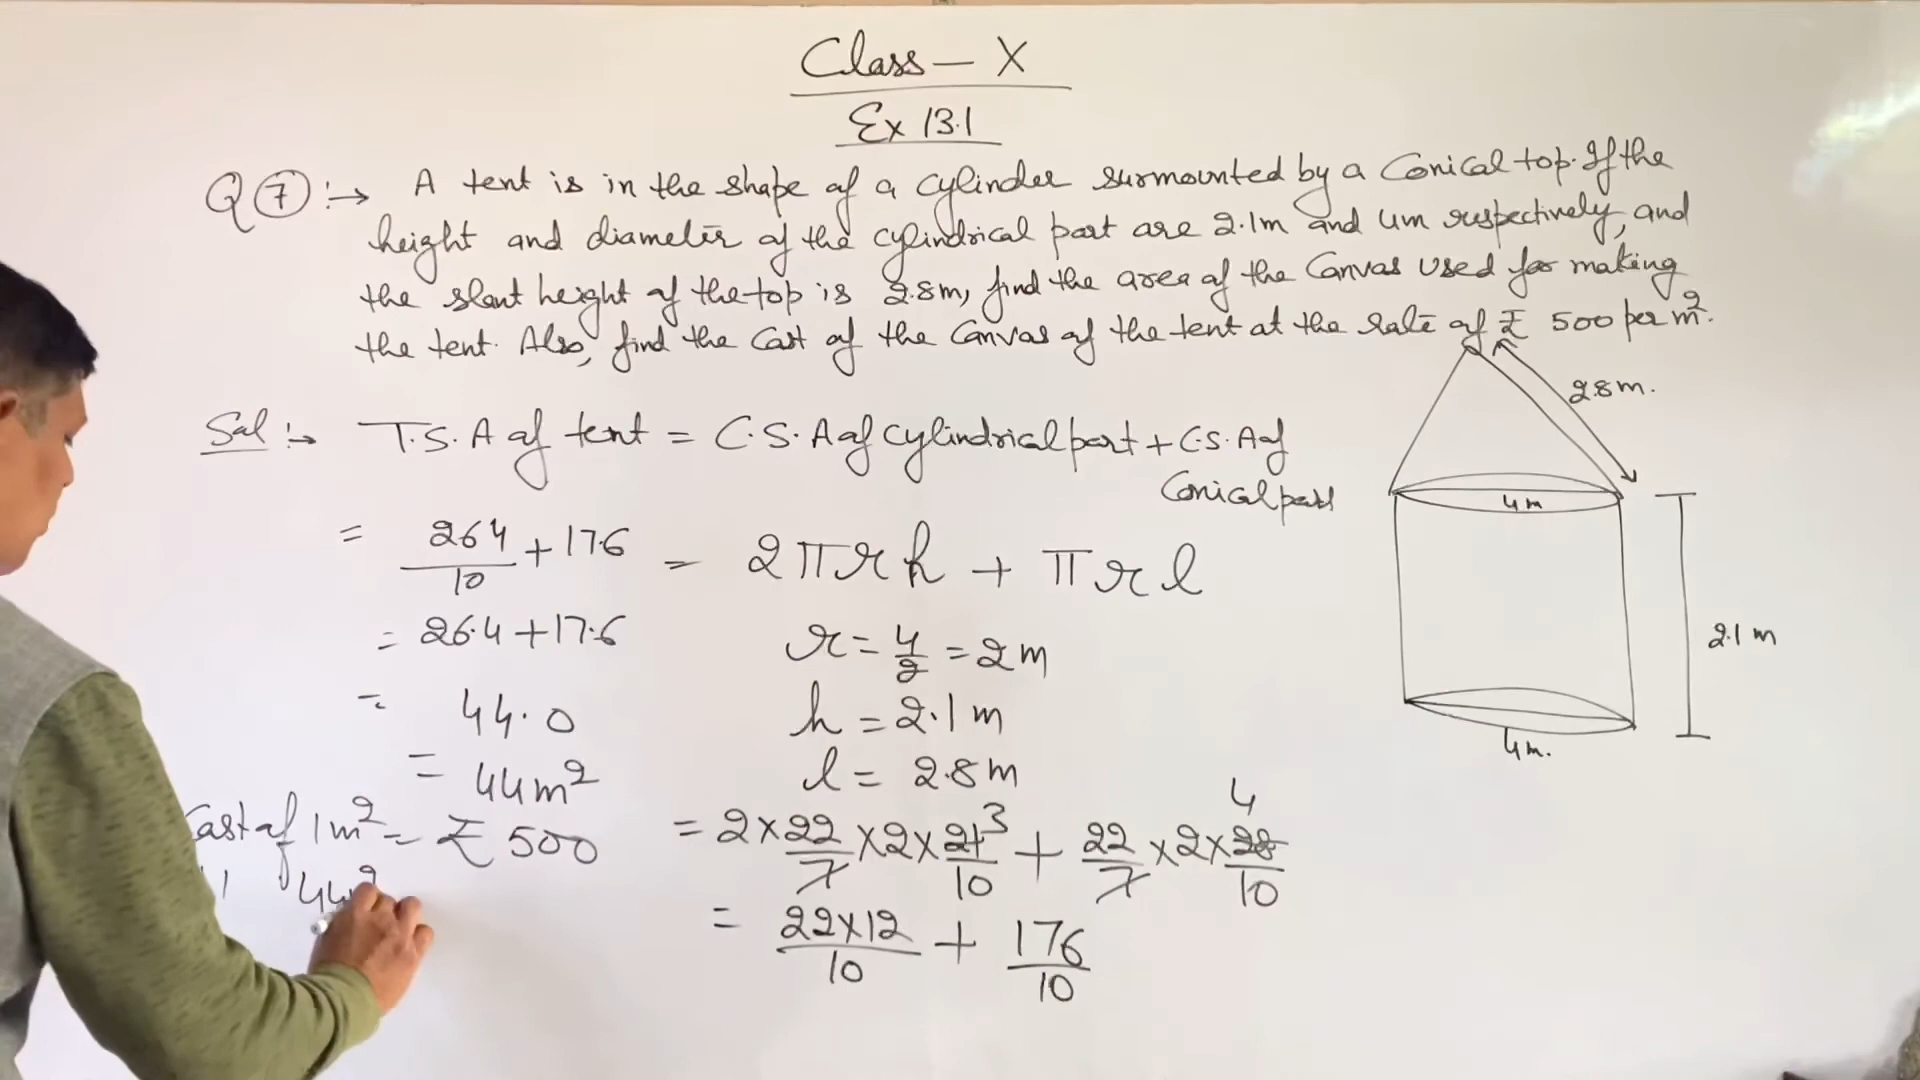 Class – X
Ex 13.1
Q 7 :→ A tent is in the shape of a cylinder surmounted by a Conical top. If the
height and diameter of the cylindrical part are 2.1m and 4m respectively, and
the slant height of the top is 2.8m, find the area of the Canvas used for making
the tent. Also, find the Cost of the Canvas of the tent at the rate of ₹ 500 per m².
Sol :→ T.S.A of tent = C.S.A of cylindrical part + C.S.A of
Conical part
= 2πrh + πrl
r = 4/2 = 2m
h = 2.1 m
l = 2.8m
= 2 × 22/7 × 2 × 21/10 3 + 22/7 × 2 × 28/10 4
= 22×12/10 + 176/10
= 264/10 + 17.6
= 26.4 + 17.6
= 44.0
= 44m²
Cost of 1m² = ₹ 500
2.8m.
4m
2.1 m
4m.